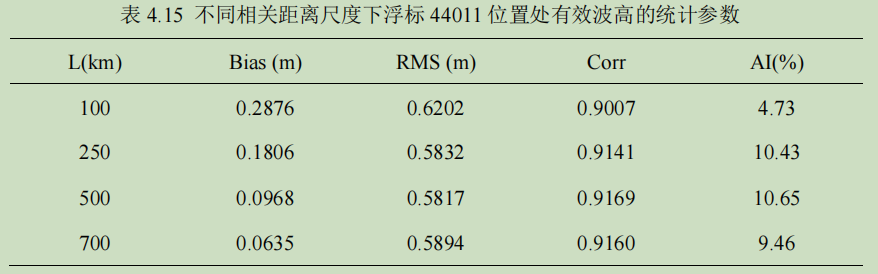 表 4.15 不同相关距离尺度下浮标 44011 位置处有效波高的统计参数
L(km) Bias (m) RMS (m) Corr AI(%)
100 0.2876 0.6202 0.9007 4.73
250 0.1806 0.5832 0.9141 10.43
500 0.0968 0.5817 0.9169 10.65
700 0.0635 0.5894 0.9160 9.46